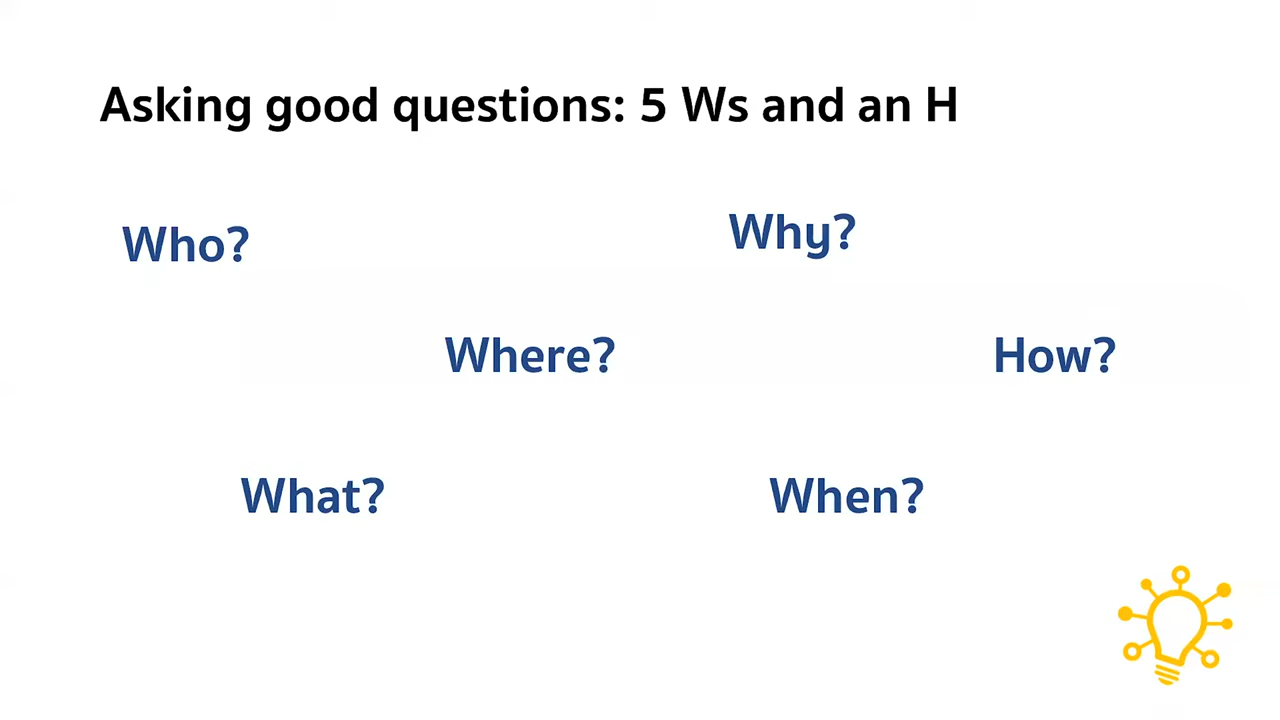 Asking good questions: 5 Ws and an H
Who?
Why?
Where?
How?
What?
When?